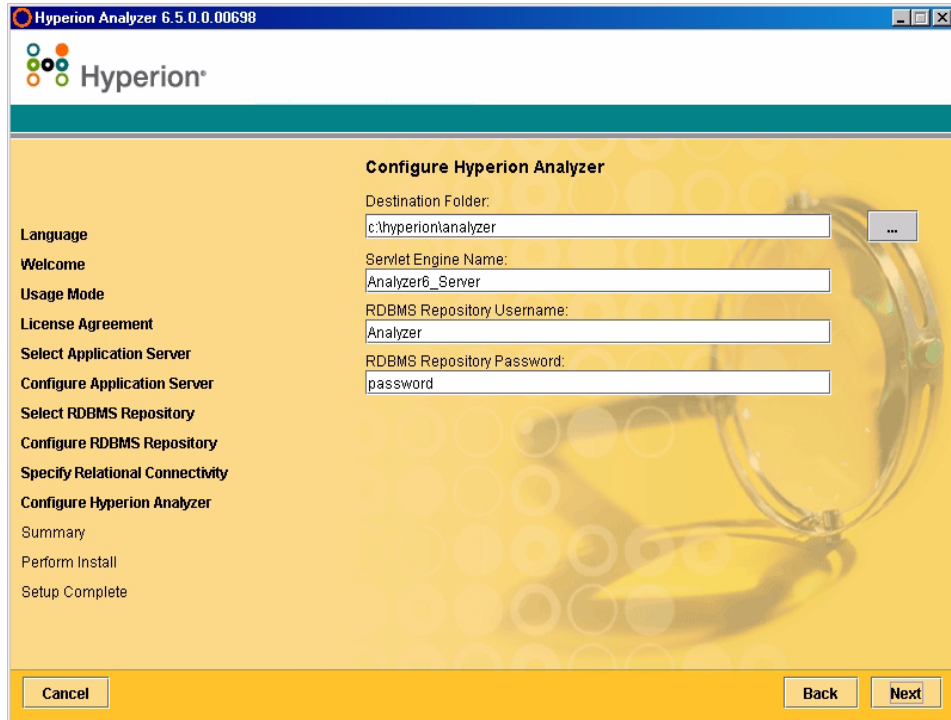 Hyperion Analyzer 6.5.0.0.00698
Hyperion®
Configure Hyperion Analyzer
Destination Folder:
c:\hyperion\analyzer
...
Servlet Engine Name:
Analyzer6_Server
RDBMS Repository Username:
Analyzer
RDBMS Repository Password:
password
Language
Welcome
Usage Mode
License Agreement
Select Application Server
Configure Application Server
Select RDBMS Repository
Configure RDBMS Repository
Specify Relational Connectivity
Configure Hyperion Analyzer
Summary
Perform Install
Setup Complete
Cancel
Back
Next